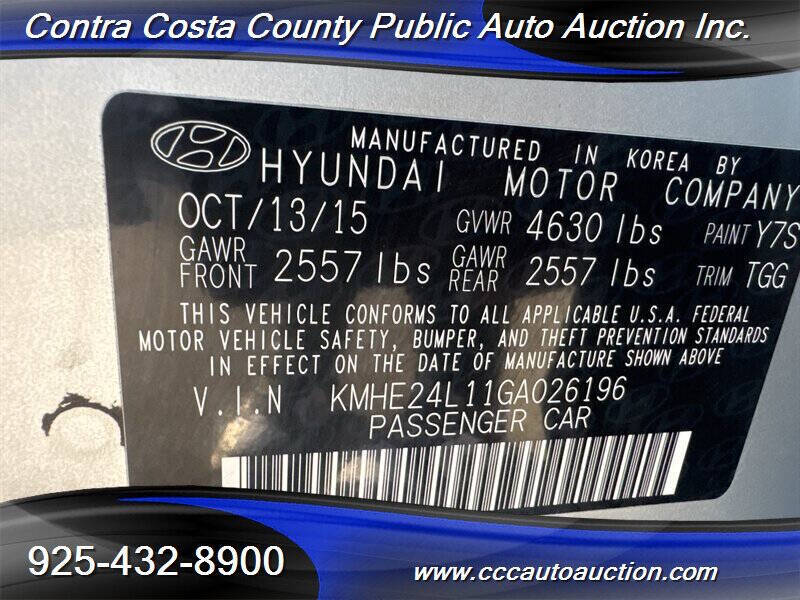 Contra Costa County Public Auto Auction Inc.
MANUFACTURED IN KOREA BY
HYUNDAI MOTOR COMPANY
OCT/13/15 GVWR 4630 lbs PAINT Y7S
GAWR FRONT 2557 lbs GAWR REAR 2557 lbs TRIM TGG
THIS VEHICLE CONFORMS TO ALL APPLICABLE U.S.A. FEDERAL
MOTOR VEHICLE SAFETY, BUMPER, AND THEFT PREVENTION STANDARDS
IN EFFECT ON THE DATE OF MANUFACTURE SHOWN ABOVE
V.I.N KMHE24L11GA026196
PASSENGER CAR
925-432-8900
www.cccautoauction.com